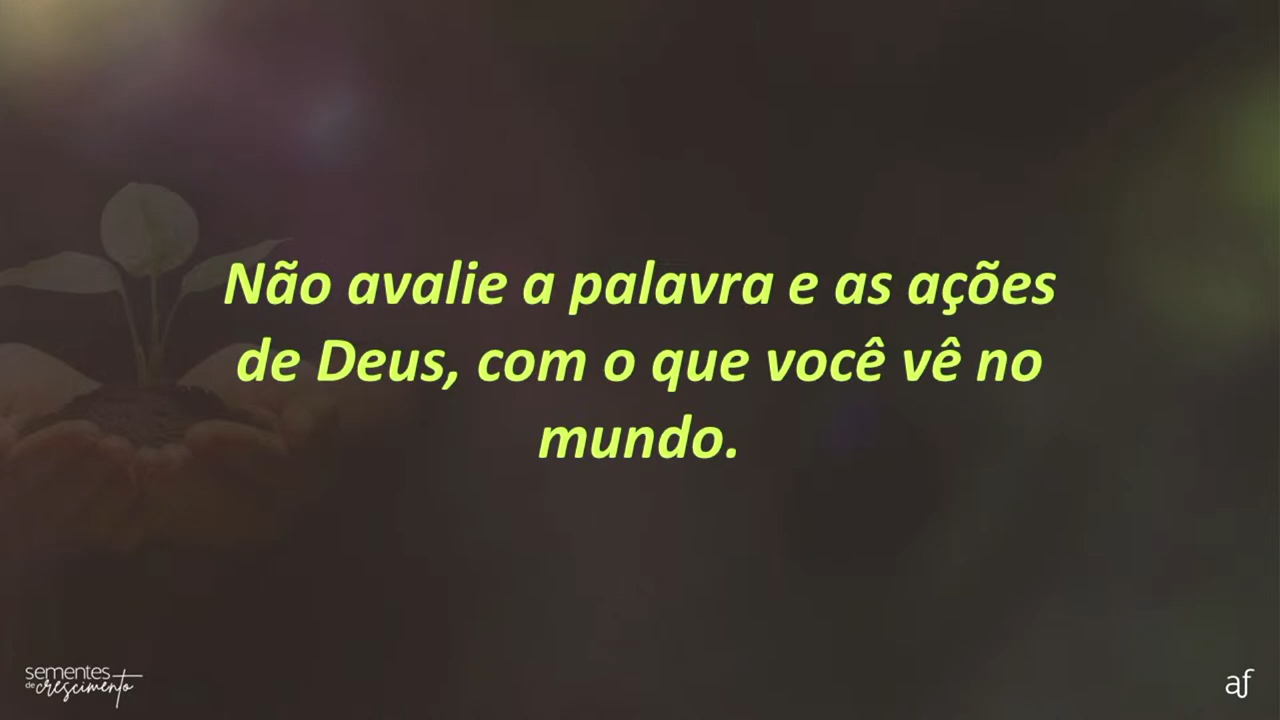 Não avalie a palavra e as ações
de Deus, com o que você vê no
mundo.
sementes
de crescimento
af